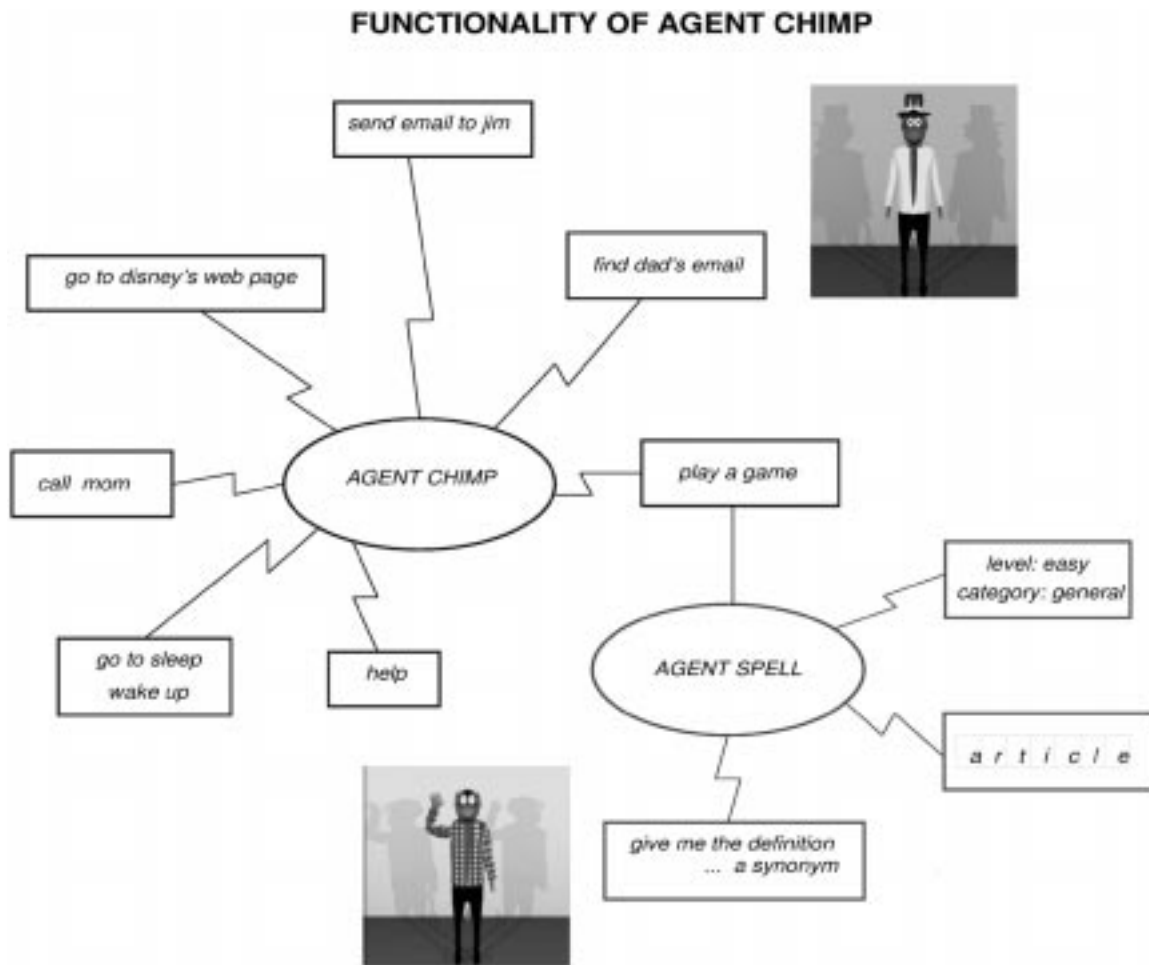 FUNCTIONALITY OF AGENT CHIMP
send email to jim
find dad's email
go to disney's web page
AGENT CHIMP
call mom
play a game
level: easy
category: general
go to sleep
wake up
help
AGENT SPELL
a r t i c l e
give me the definition
... a synonym